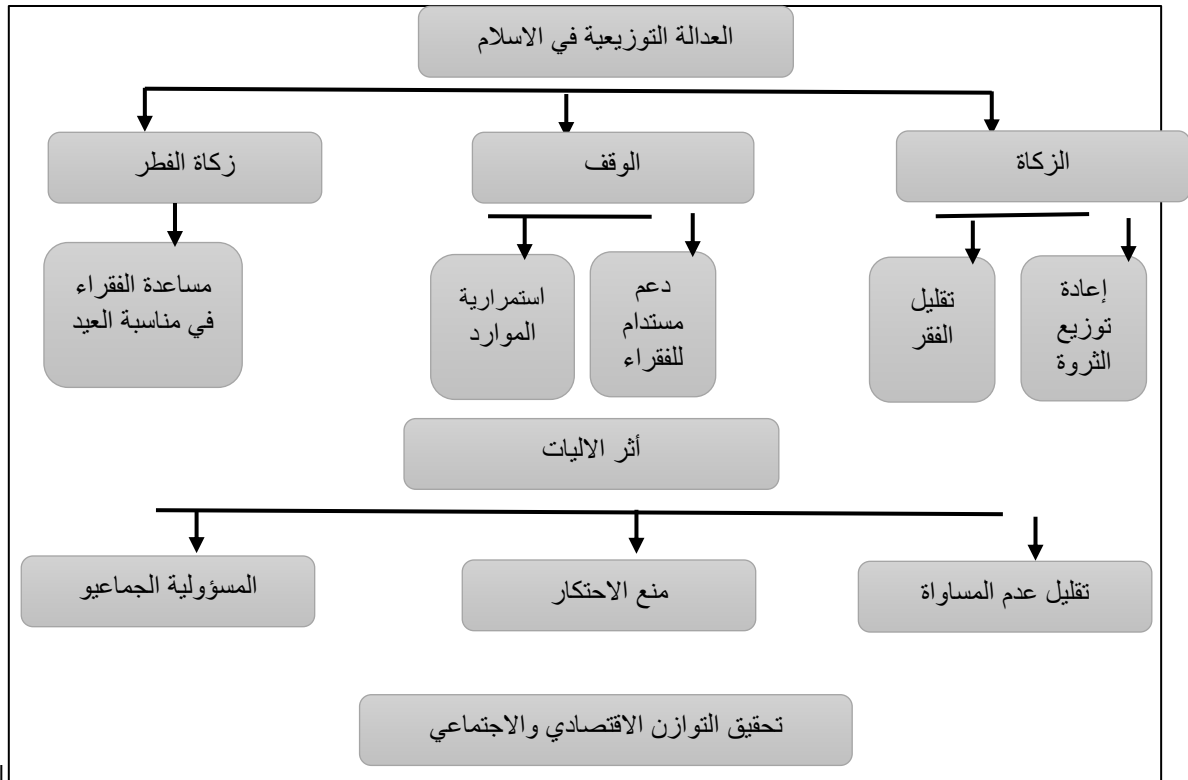 العدالة التوزيعية في الاسلام
الزكاة
الوقف
زكاة الفطر
إعادة
توزيع
الثروة
تقليل
الفقر
دعم
مستدام
للفقراء
استمرارية
الموارد
مساعدة الفقراء
في مناسبة العيد
أثر الاليات
تقليل عدم المساواة
منع الاحتكار
المسؤولية الجماعيو
تحقيق التوازن الاقتصادي والاجتماعي